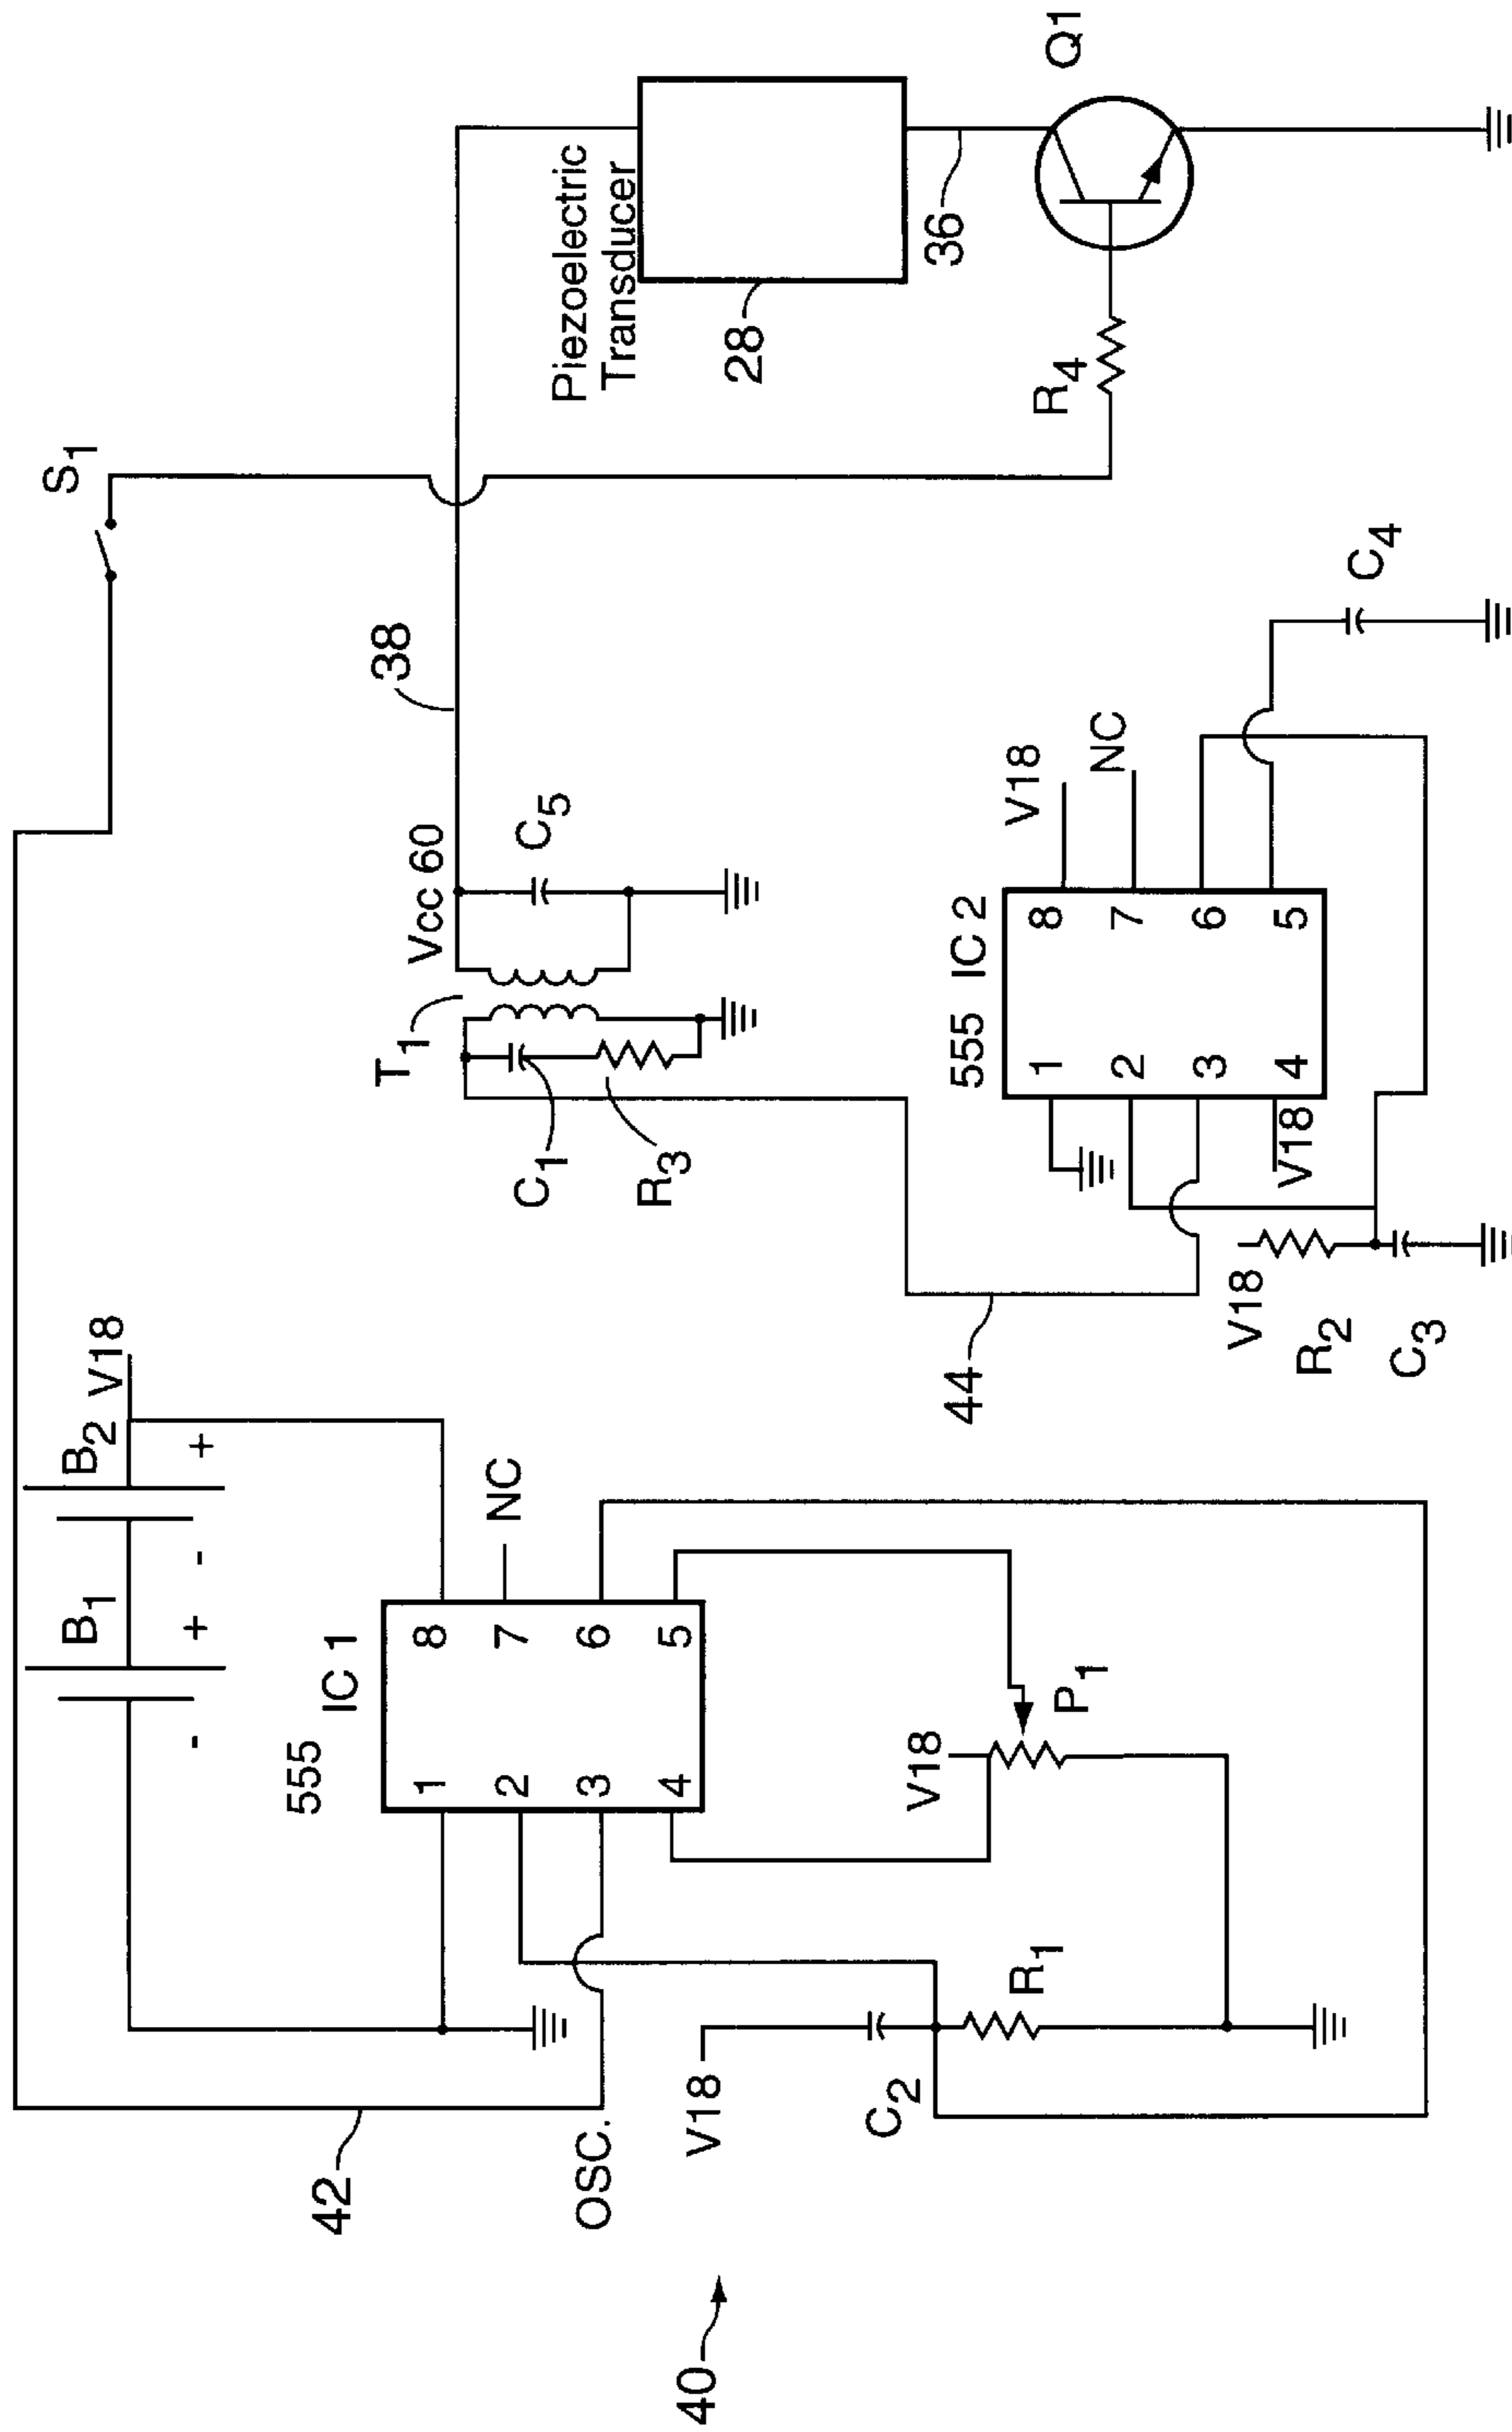 40
42
OSC.
V18
C2
R1
555
IC 1
1
2
3
4
8
7
6
5
NC
V18
P1
-
B1
+
-
B2
+
V18
44
V18
R2
C3
T1
C1
R3
Vcc 60
C5
38
555
IC 2
1
2
3
4
8
7
6
5
V18
V18
NC
C4
S1
Piezoelectric
Transducer
28
36
R4
Q1